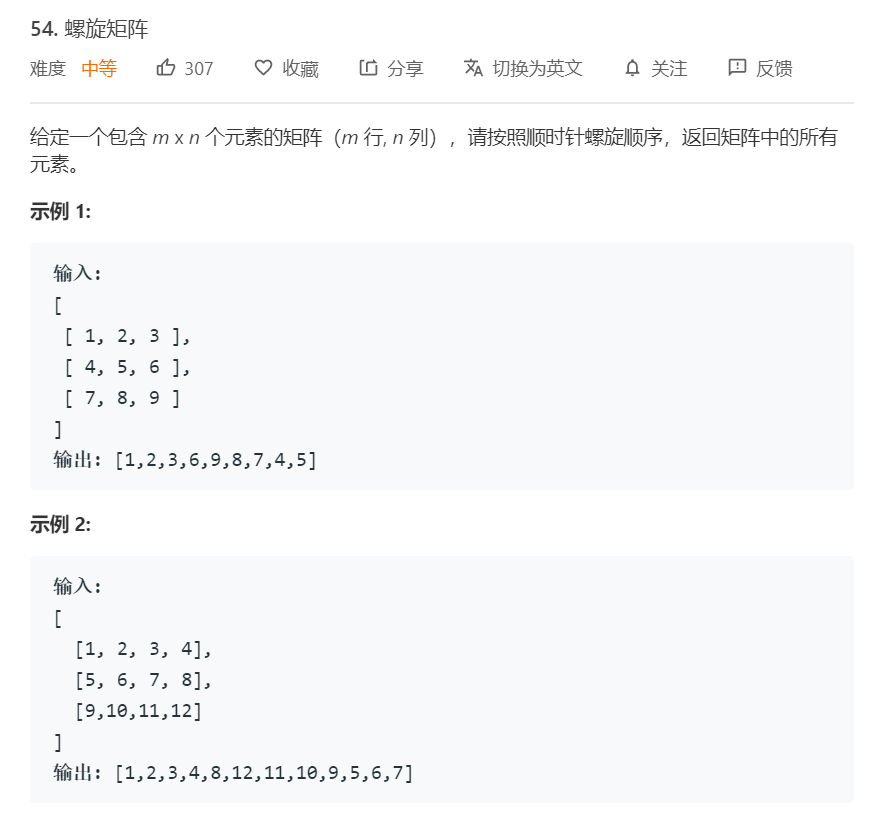 54. 螺旋矩阵
难度 中等 307 收藏 分享 切换为英文 关注 反馈
给定一个包含 m x n 个元素的矩阵（m 行, n 列），请按照顺时针螺旋顺序，返回矩阵中的所有
元素。
示例 1:
输入:
[
[ 1, 2, 3 ],
[ 4, 5, 6 ],
[ 7, 8, 9 ]
]
输出: [1,2,3,6,9,8,7,4,5]
示例 2:
输入:
[
[1, 2, 3, 4],
[5, 6, 7, 8],
[9,10,11,12]
]
输出: [1,2,3,4,8,12,11,10,9,5,6,7]